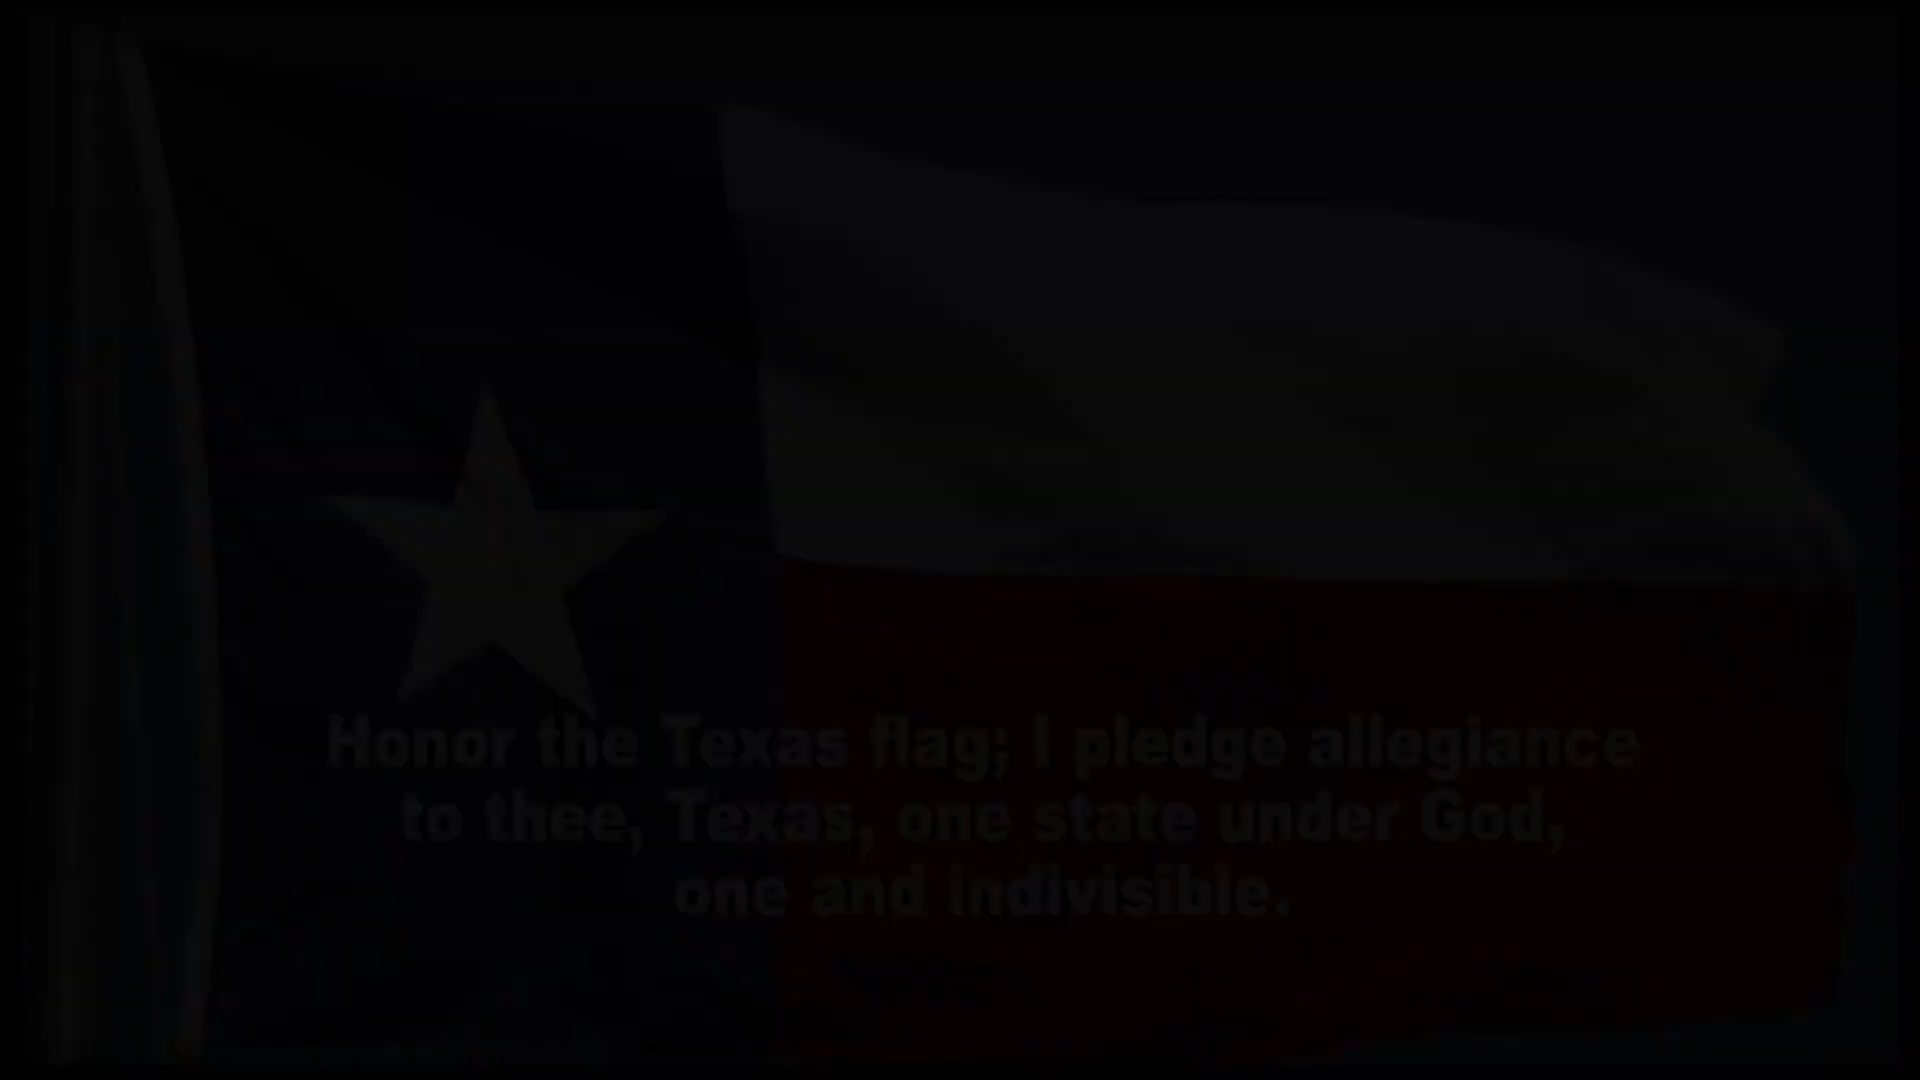 Honor the Texas flag; I pledge allegiance
to thee, Texas, one state under God,
one and indivisible.